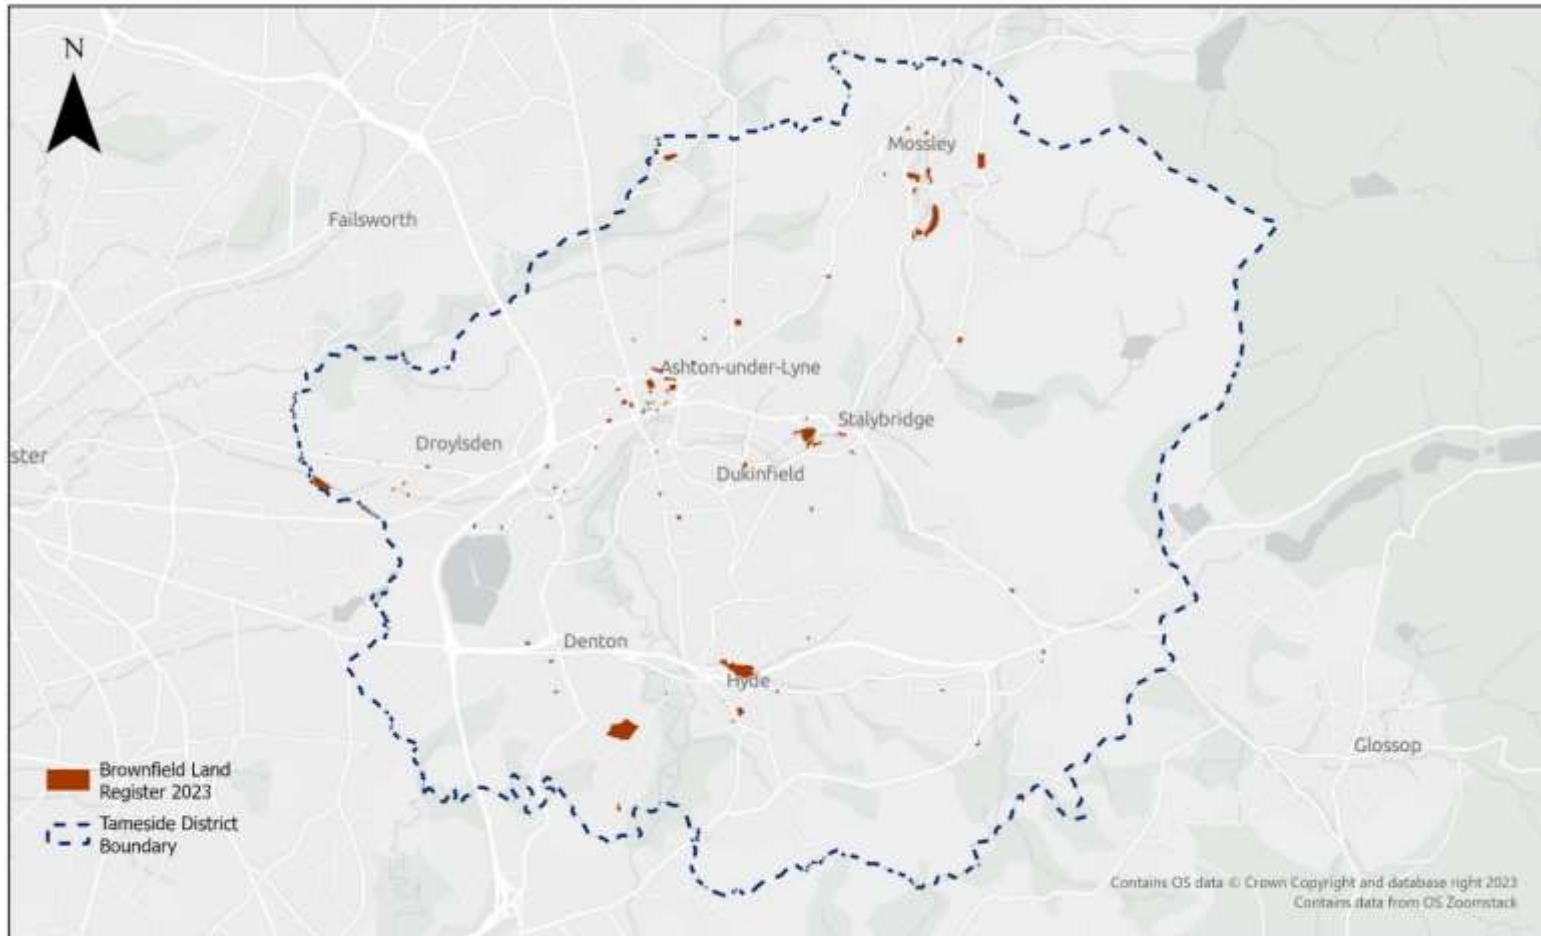 N
Mossley
Failsworth
Ashton-under-Lyne
Stalybridge
Droylsden
ster
Dukinfield
Denton
Hyde
Glossop
Brownfield Land
Register 2023
Tameside District
Boundary
Contains OS data © Crown Copyright and database right 2023
Contains data from OS Zoomstack